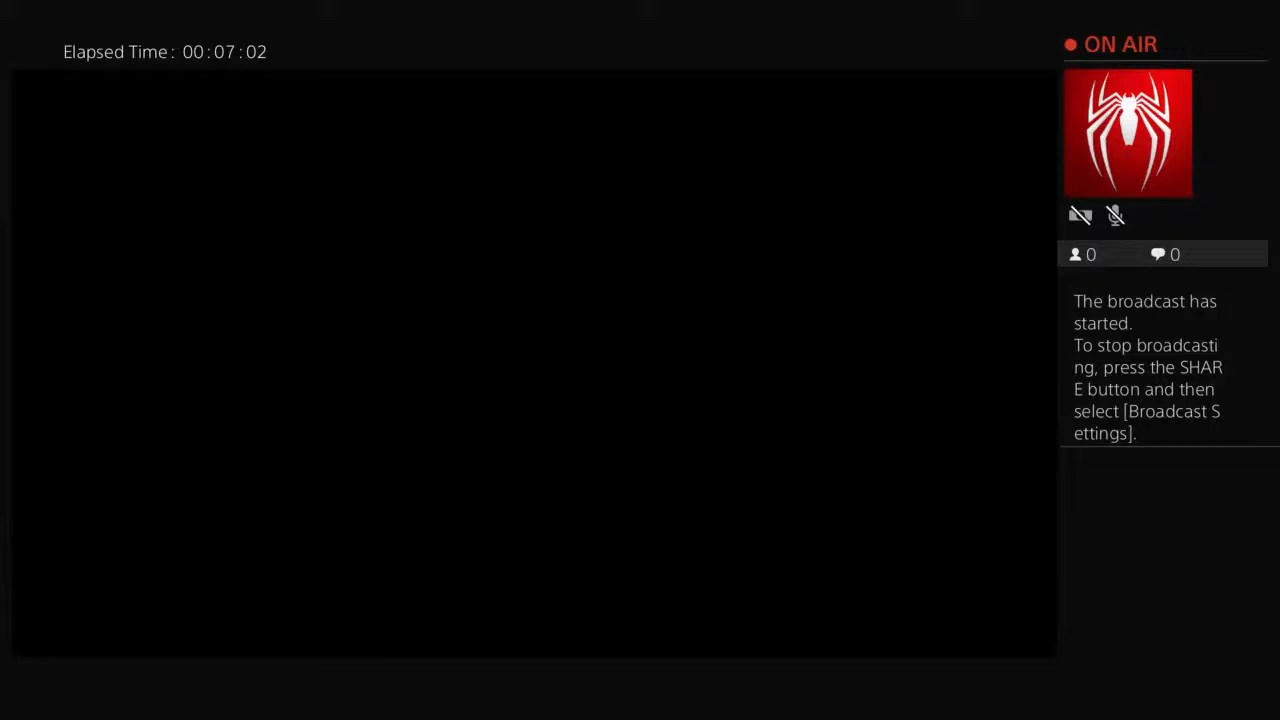 Elapsed Time: 00:07:02
ON AIR
0
0
The broadcast has
started.
To stop broadcasti
ng, press the SHAR
E button and then
select [Broadcast S
ettings].